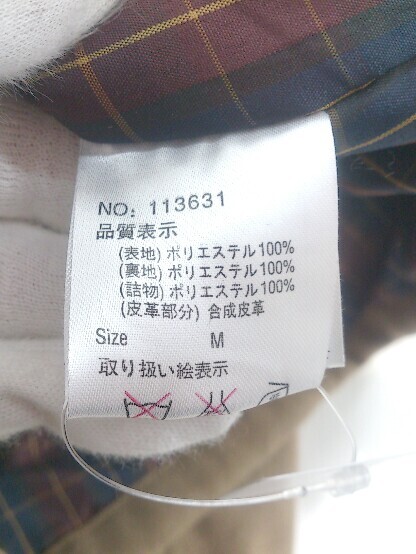 NO: 113631
品質表示
(表地) ポリエステル100%
(裏地) ポリエステル100%
(詰物) ポリエステル100%
(皮革部分) 合成皮革
Size M
取り扱い絵表示